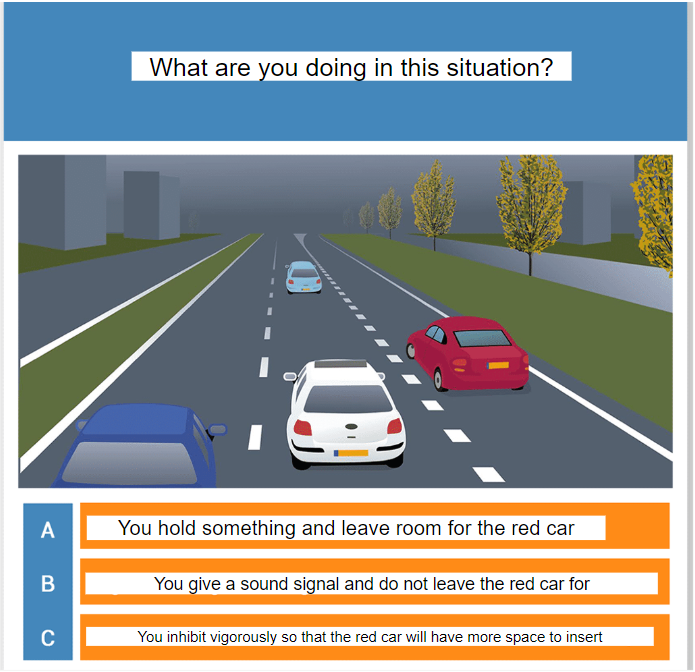 What are you doing in this situation?
A
You hold something and leave room for the red car
B
You give a sound signal and do not leave the red car for
C
You inhibit vigorously so that the red car will have more space to insert